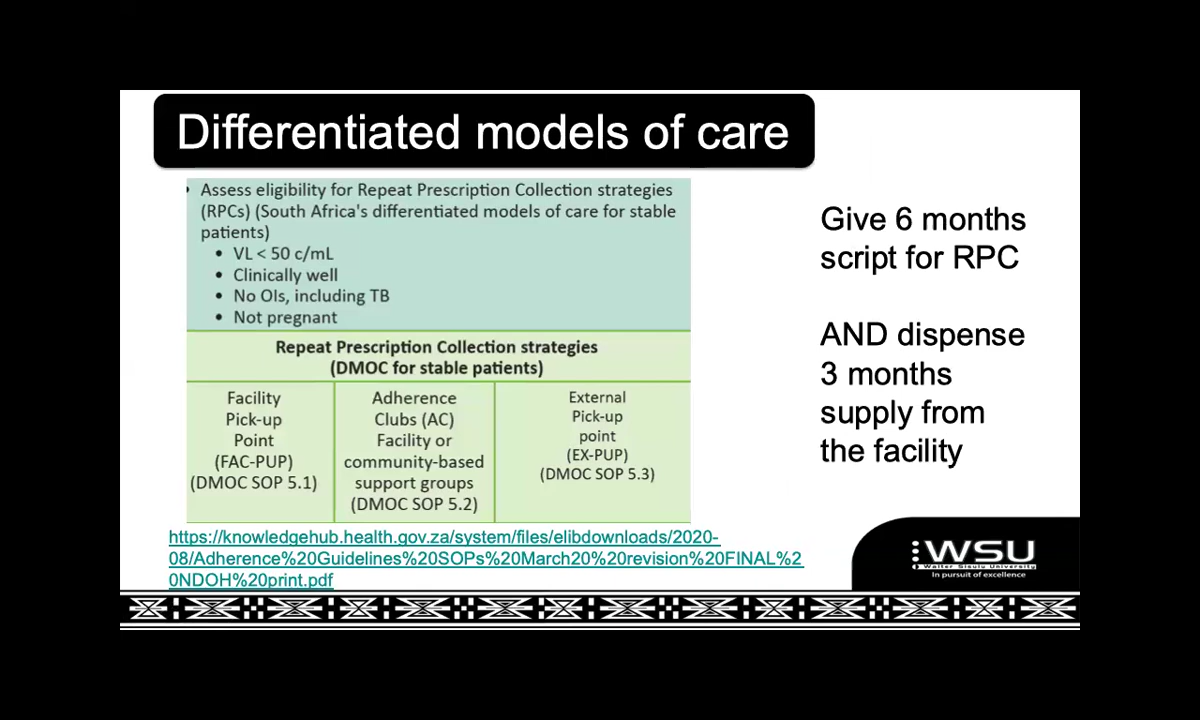 Differentiated models of care
• Assess eligibility for Repeat Prescription Collection strategies
(RPCs) (South Africa's differentiated models of care for stable
patients)
• VL < 50 c/mL
• Clinically well
• No OIs, including TB
• Not pregnant
Repeat Prescription Collection strategies
(DMOC for stable patients)
Facility
Pick-up
Point
(FAC-PUP)
(DMOC SOP 5.1)
Adherence
Clubs (AC)
Facility or
community-based
support groups
(DMOC SOP 5.2)
External
Pick-up
point
(EX-PUP)
(DMOC SOP 5.3)
Give 6 months
script for RPC
AND dispense
3 months
supply from
the facility
https://knowledgehub.health.gov.za/system/files/elibdownloads/2020-
08/Adherence%20Guidelines%20SOPs%20March20%20revision%20FINAL%2
0NDOH%20print.pdf
WSU
Walter Sisulu University
In pursuit of excellence